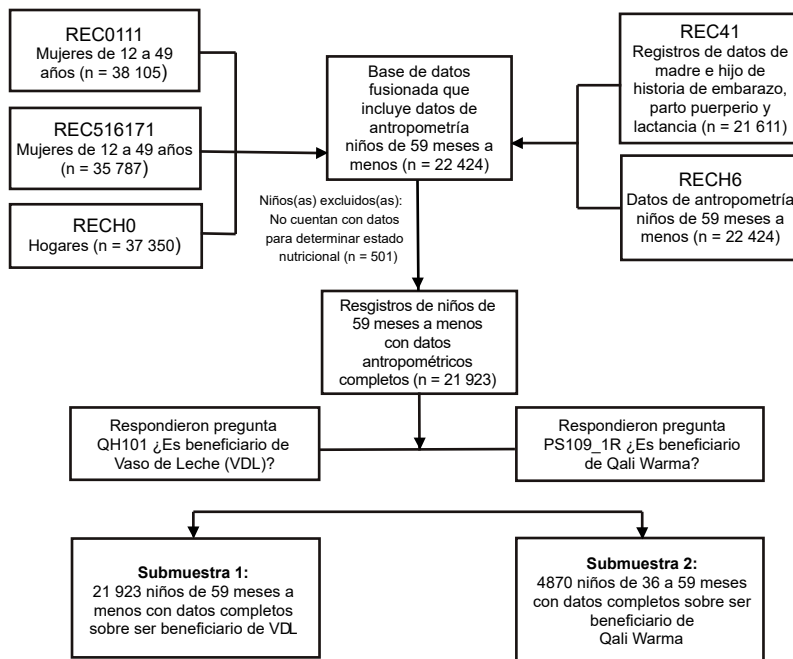 REC0111
Mujeres de 12 a 49
años (n = 38 105)
REC516171
Mujeres de 12 a 49 años
(n = 35 787)
RECH0
Hogares (n = 37 350)
Base de datos
fusionada que
incluye datos de
antropometría
niños de 59 meses a
menos (n = 22 424)
REC41
Registros de datos de
madre e hijo de
historia de embarazo,
parto puerperio y
lactancia (n = 21 611)
RECH6
Datos de antropometría
niños de 59 meses a
menos (n = 22 424)
Niños(as) excluidos(as):
No cuentan con datos
para determinar estado
nutricional (n = 501)
Resgistros de niños de
59 meses a menos
con datos
antropométricos
completos (n = 21 923)
Respondieron pregunta
QH101 ¿Es beneficiario de
Vaso de Leche (VDL)?
Respondieron pregunta
PS109_1R ¿Es beneficiario
de Qali Warma?
Submuestra 1:
21 923 niños de 59 meses a
menos con datos completos
sobre ser beneficiario de VDL
Submuestra 2:
4870 niños de 36 a 59 meses
con datos completos sobre ser
beneficiario de
Qali Warma